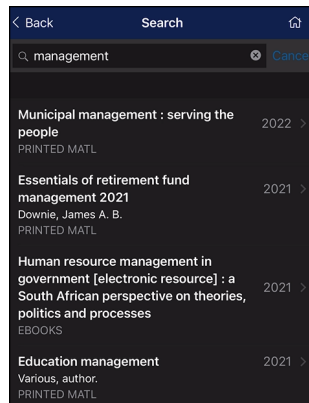 Back Search
management Cance
Municipal management : serving the
people
2022
PRINTED MATL
Essentials of retirement fund
management 2021
2021
Downie, James A. B.
PRINTED MATL
Human resource management in
government [electronic resource] : a
South African perspective on theories,
politics and processes
2021
EBOOKS
Education management
2021
Various, author.
PRINTED MATL